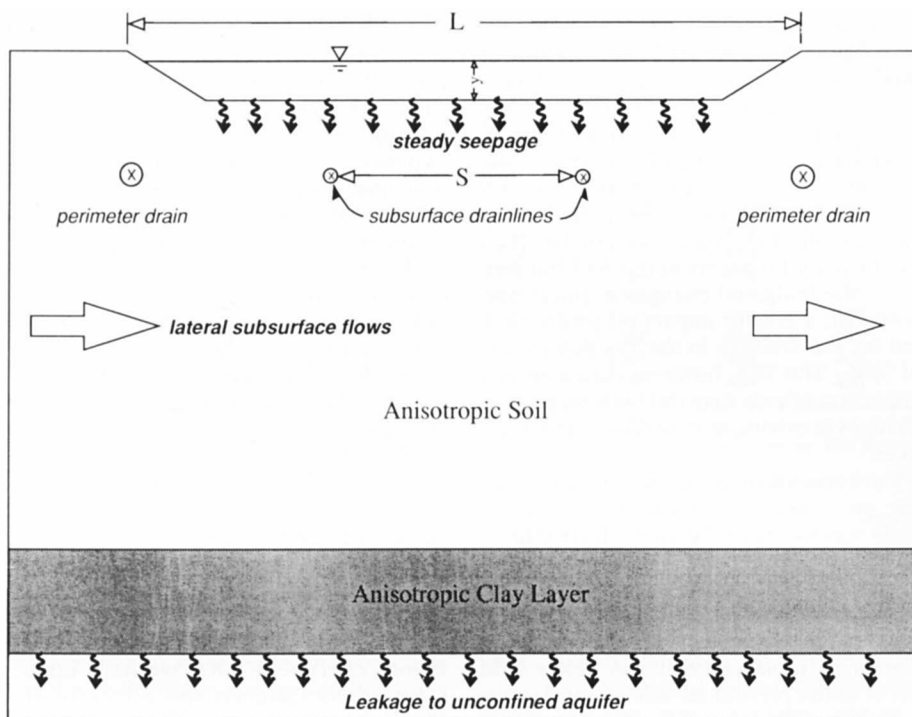 L
y
steady seepage
S
perimeter drain
subsurface drainlines
perimeter drain
lateral subsurface flows
Anisotropic Soil
Anisotropic Clay Layer
Leakage to unconfined aquifer